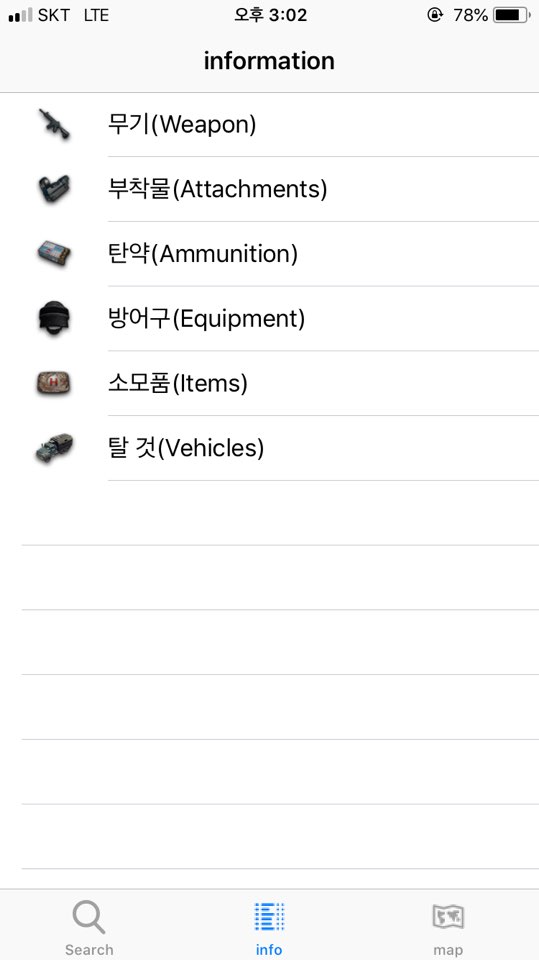 SKT LTE 오후 3:02 78%
information
무기(Weapon)
부착물(Attachments)
탄약(Ammunition)
방어구(Equipment)
소모품(Items)
탈 것(Vehicles)
Search info map